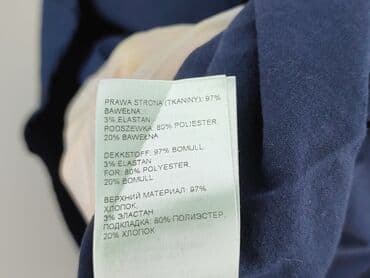 PRAWA STRONA (TKANINY): 97%
BAWEŁNA,
3% ELASTAN
PODSZEWKA: 80% POLIESTER,
20% BAWEŁNA
DEKKSTOFF: 97% BOMULL,
3% ELASTAN
FOR: 80% POLYESTER,
20% BOMULL
ВЕРХНИЙ МАТЕРИАЛ: 97%
ХЛОПОК,
3% ЭЛАСТАН
ПОДКЛАДКА: 80% ПОЛИЭСТЕР,
20% ХЛОПОК